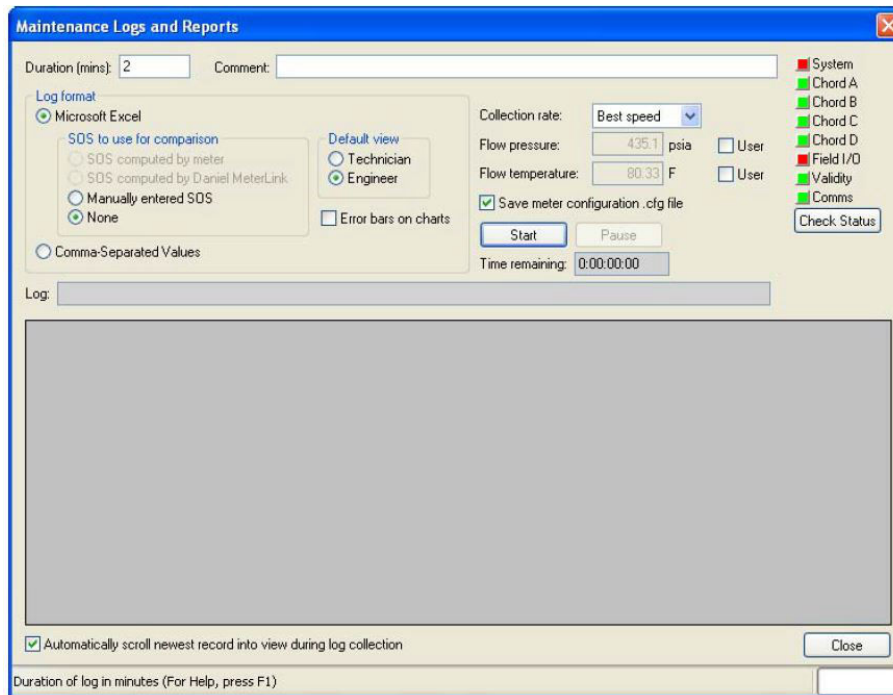 Maintenance Logs and Reports
Duration (mins): 2 Comment:
Log format
Microsoft Excel
SOS to use for comparison
SOS computed by meter
SOS computed by Daniel MeterLink
Manually entered SOS
None
Default view
Technician
Engineer
Error bars on charts
Comma-Separated Values
Collection rate: Best speed
Flow pressure: 435.1 psia User
Flow temperature: 80.33 F User
Save meter configuration .cfg file
Start Pause
Time remaining: 0:00:00:00
System
Chord A
Chord B
Chord C
Chord D
Field I/O
Validity
Comms
Check Status
Log:
Automatically scroll newest record into view during log collection
Close
Duration of log in minutes (For Help, press F1)